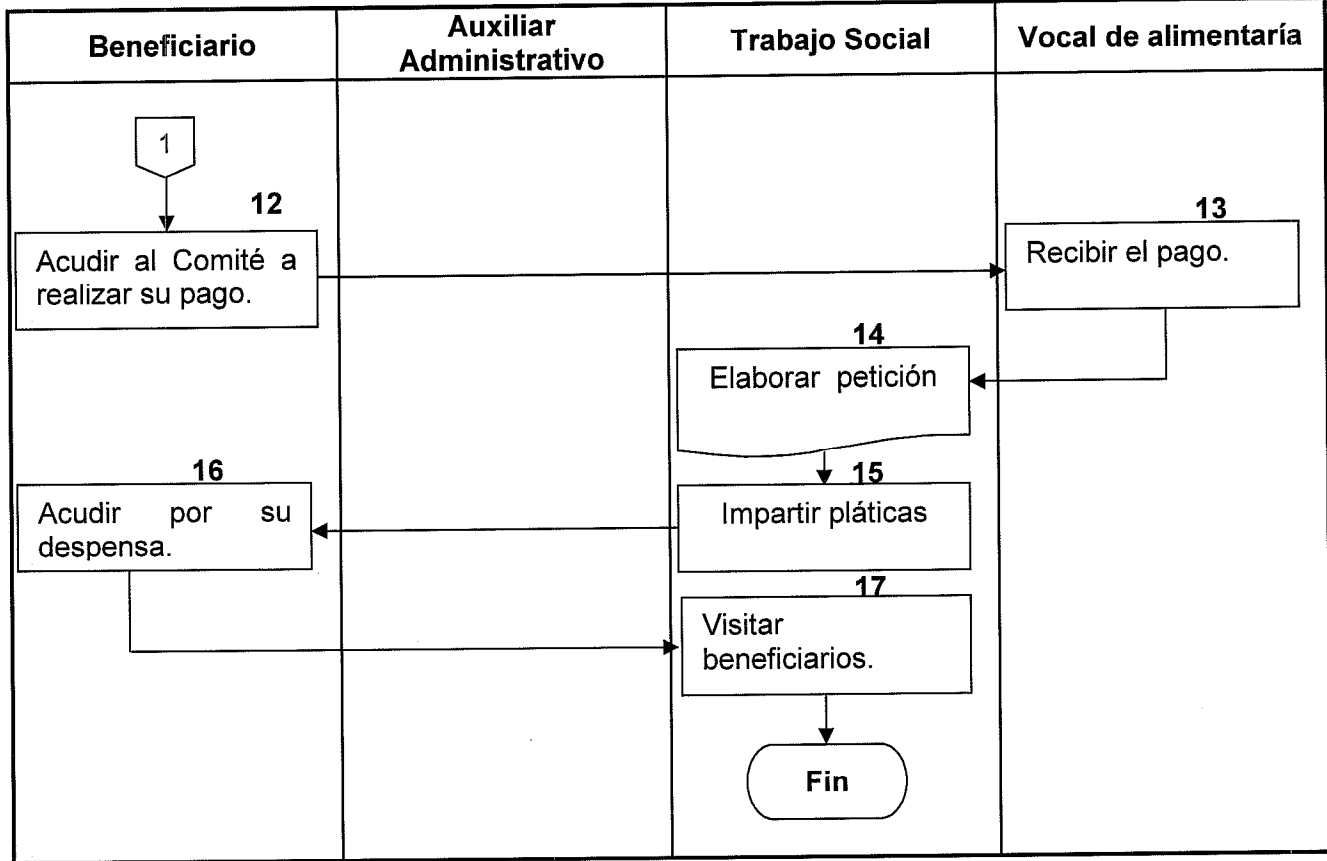 Beneficiario
Auxiliar
Administrativo
Trabajo Social
Vocal de alimentaría
1
12
Acudir al Comité a
realizar su pago.
13
Recibir el pago.
14
Elaborar petición
15
Impartir pláticas
16
Acudir por su
despensa.
17
Visitar
beneficiarios.
Fin